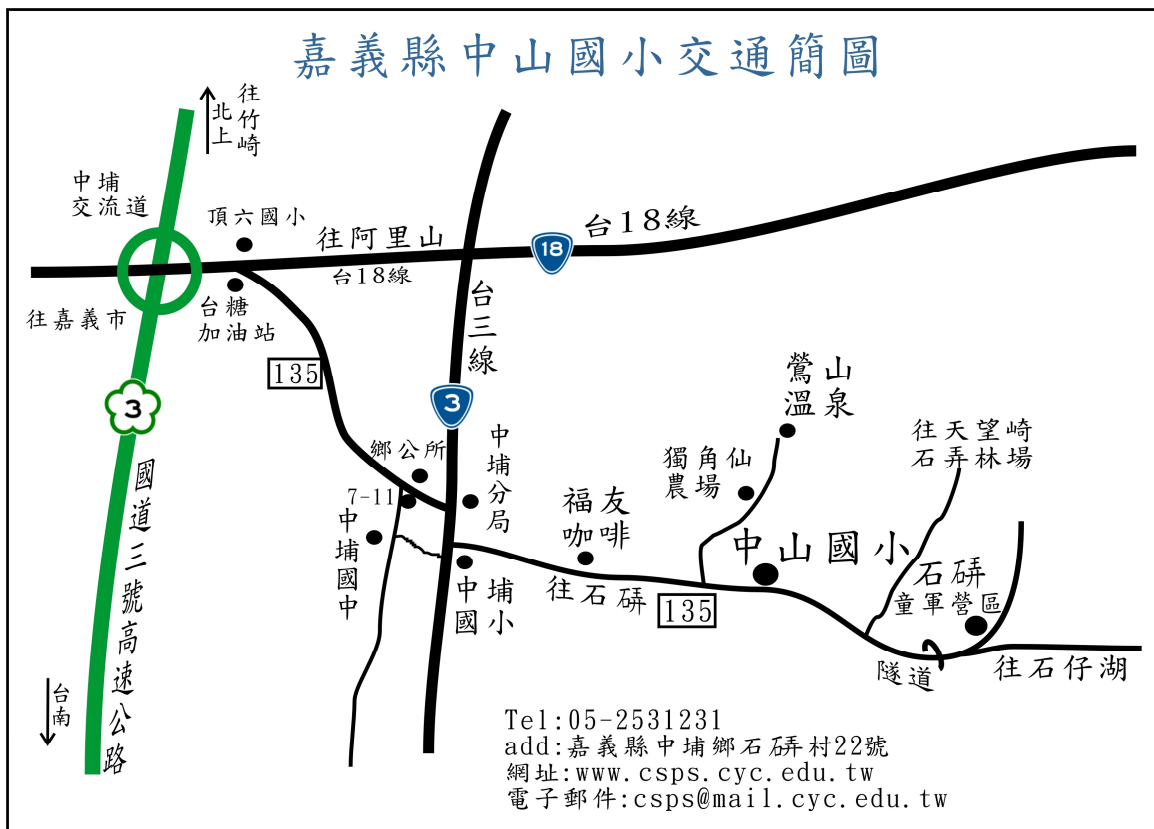 嘉義縣中山國小交通簡圖
往竹崎
北上
中埔
交流道
頂六國小
往阿里山
台18線
18
台18線
往嘉義市
台糖
加油站
台三線
135
3
3
鶯山
溫泉
往天望崎
石弄林場
獨角仙
農場
鄉公所
7-11
中埔分局
國道三號高速公路
福友
咖啡
中埔國中
中山國小
中埔
國小
往石硦
135
石硦
童軍營區
隧道
往石仔湖
台南
Tel:05-2531231
add:嘉義縣中埔鄉石硦村22號
網址:www.csps.cyc.edu.tw
電子郵件:csps@mail.cyc.edu.tw